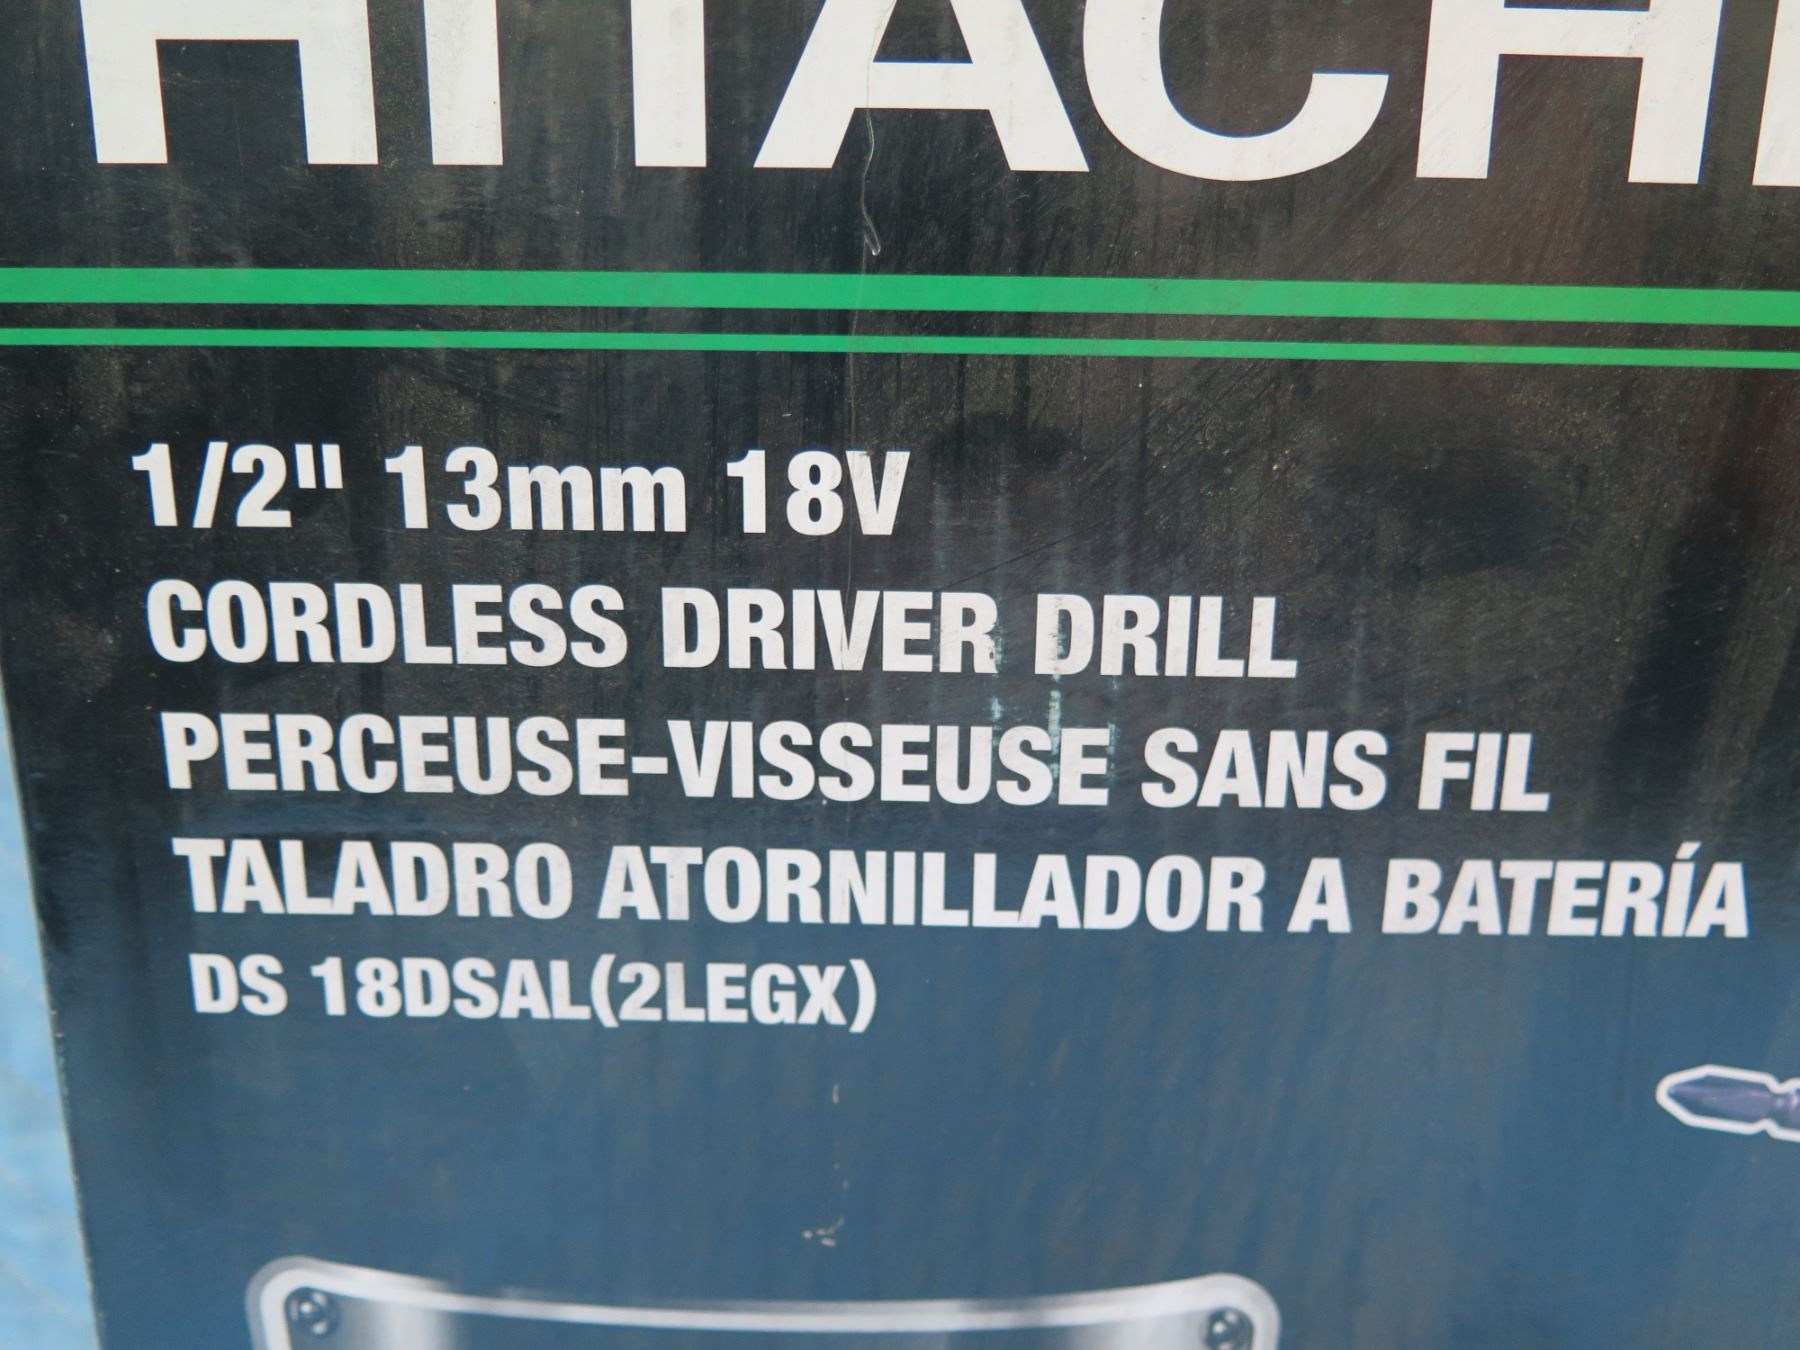 HITACHI
1/2" 13mm 18V
CORDLESS DRIVER DRILL
PERCEUSE-VISSEUSE SANS FIL
TALADRO ATORNILLADOR A BATERÍA
DS 18DSAL(2LEGX)